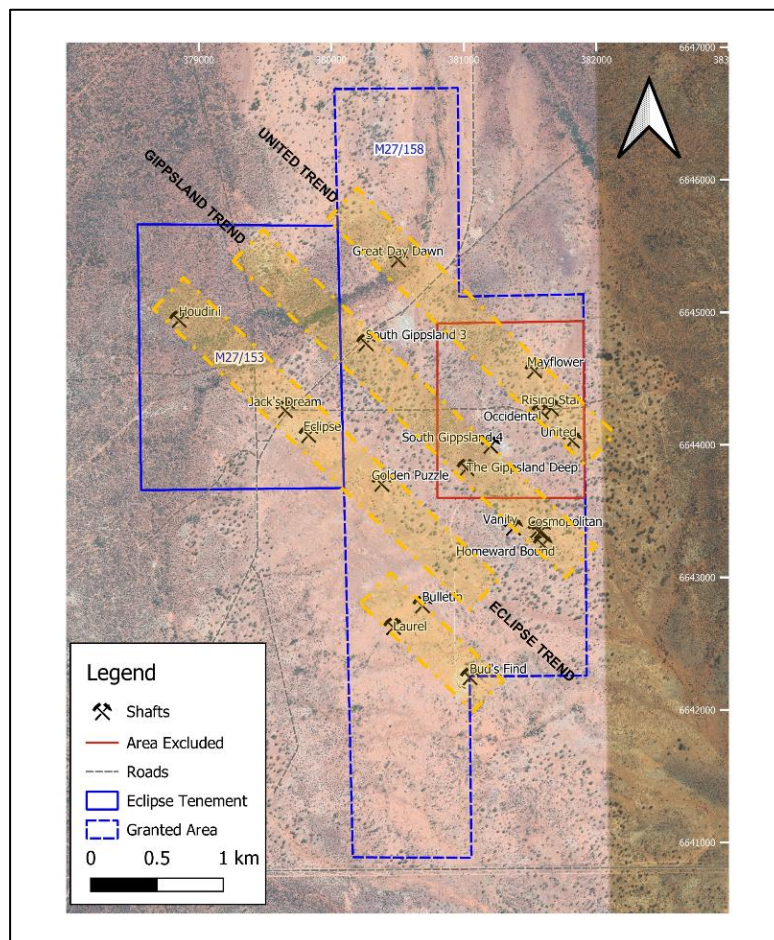 379000
380000
381000
382000
383
6647000
UNITED TREND
M27/158
GIPPSLAND TREND
6646000
Great Day Dawn
Houdini
6645000
South Gippsland 3
M27/153
Mayflower
Jack's Dream
Rising Star
Occidental
Eclipse
South Gippsland 4
United
6644000
The Gippsland Deep
Golden Puzzle
Vanity
Cosmopolitan
Homeward Bound
6643000
Bulletin
ECLIPSE TREND
Laurel
Bud's Find
6642000
6641000
Legend
Shafts
Area Excluded
Roads
Eclipse Tenement
Granted Area
0 0.5 1 km